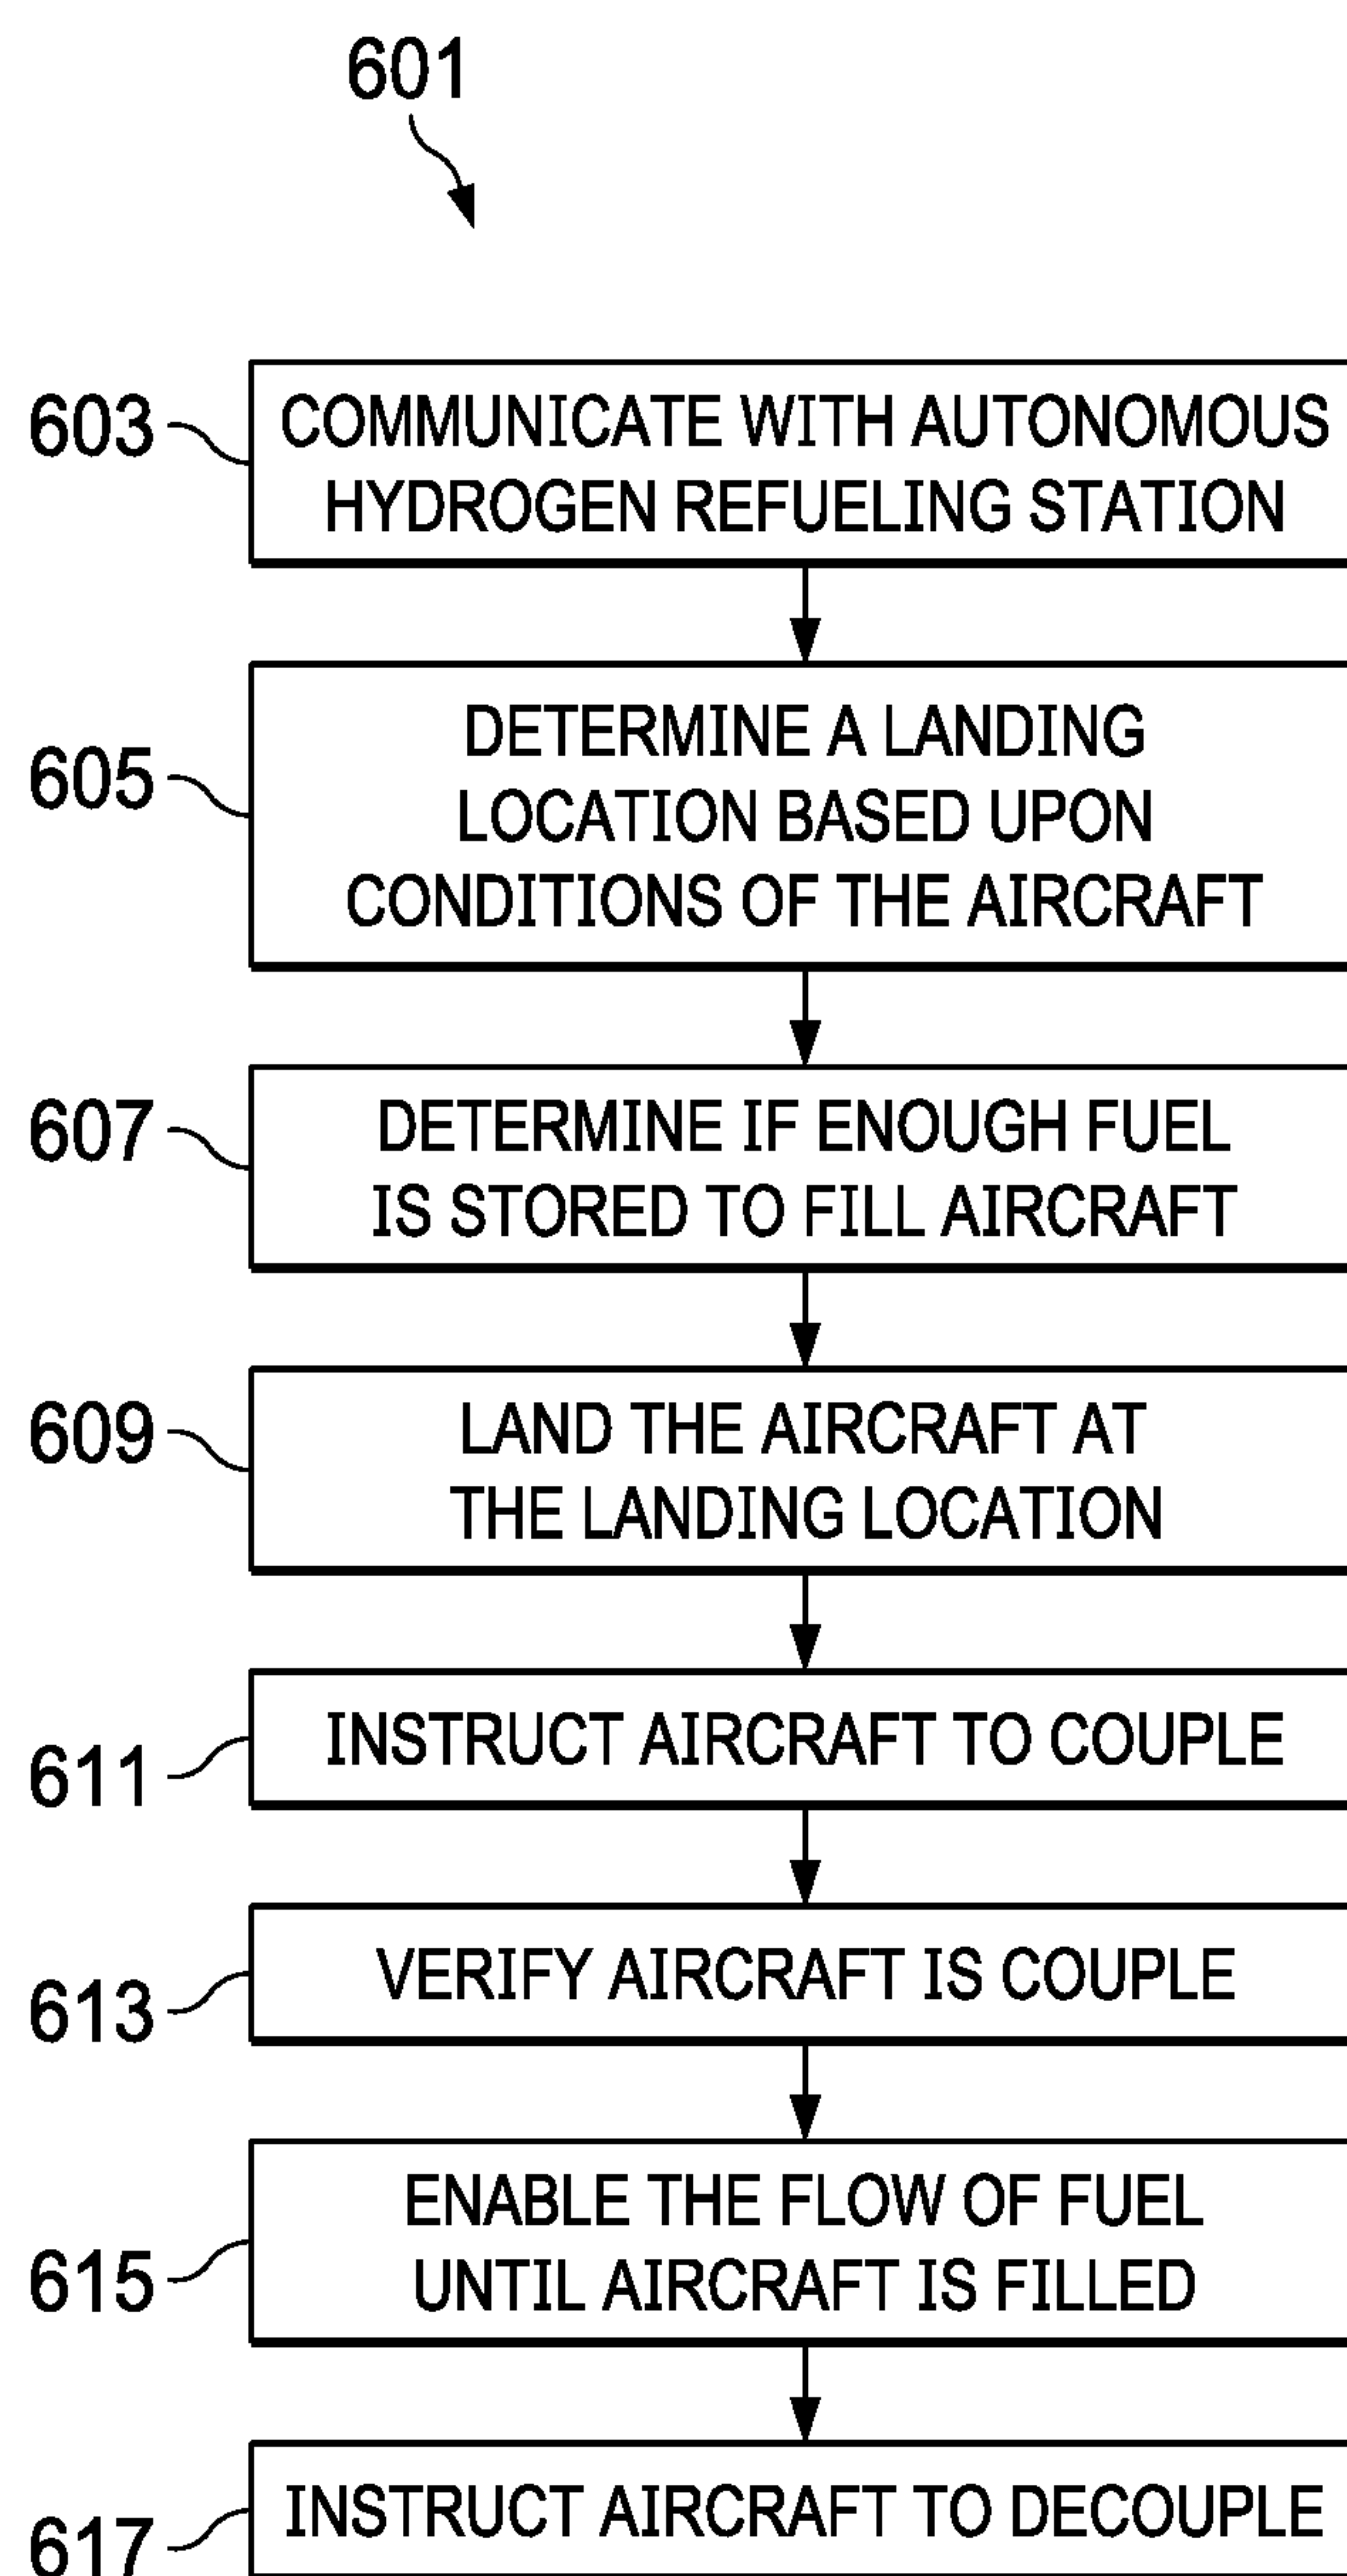 601
603
COMMUNICATE WITH AUTONOMOUS
HYDROGEN REFUELING STATION
605
DETERMINE A LANDING
LOCATION BASED UPON
CONDITIONS OF THE AIRCRAFT
607
DETERMINE IF ENOUGH FUEL
IS STORED TO FILL AIRCRAFT
609
LAND THE AIRCRAFT AT
THE LANDING LOCATION
611
INSTRUCT AIRCRAFT TO COUPLE
613
VERIFY AIRCRAFT IS COUPLE
615
ENABLE THE FLOW OF FUEL
UNTIL AIRCRAFT IS FILLED
617
INSTRUCT AIRCRAFT TO DECOUPLE